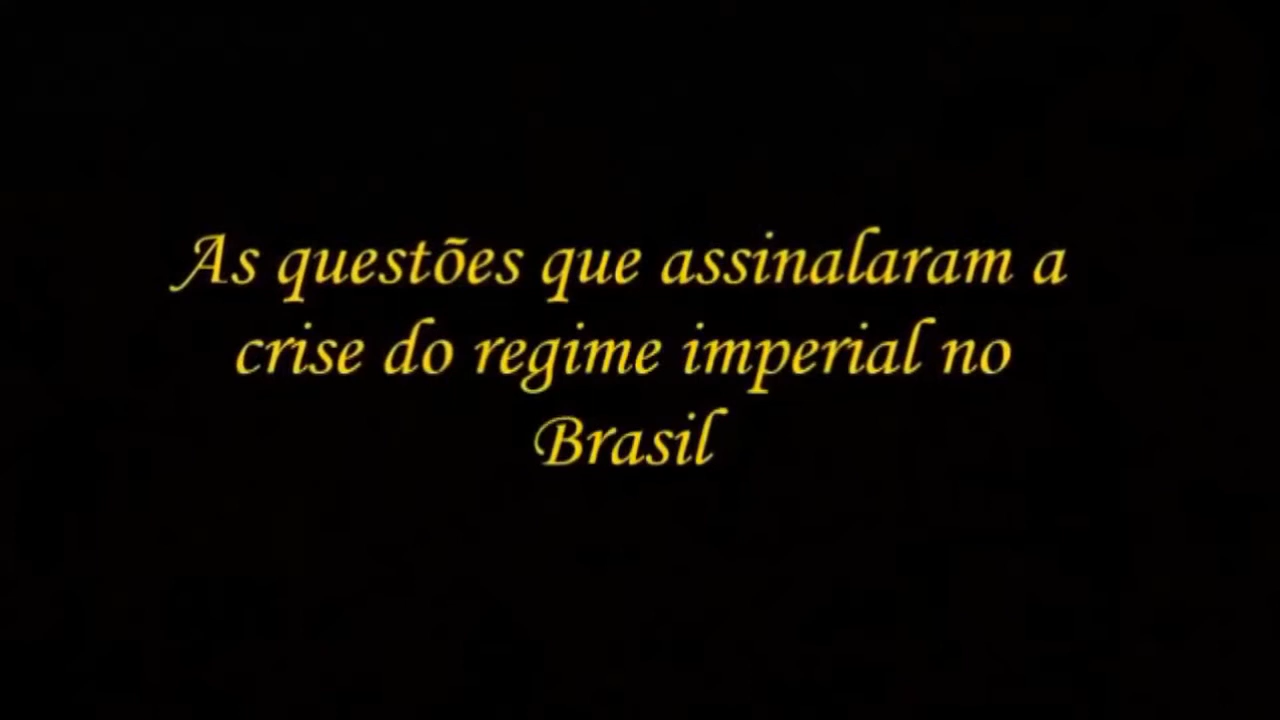 As questões que assinalaram a
crise do regime imperial no
Brasil